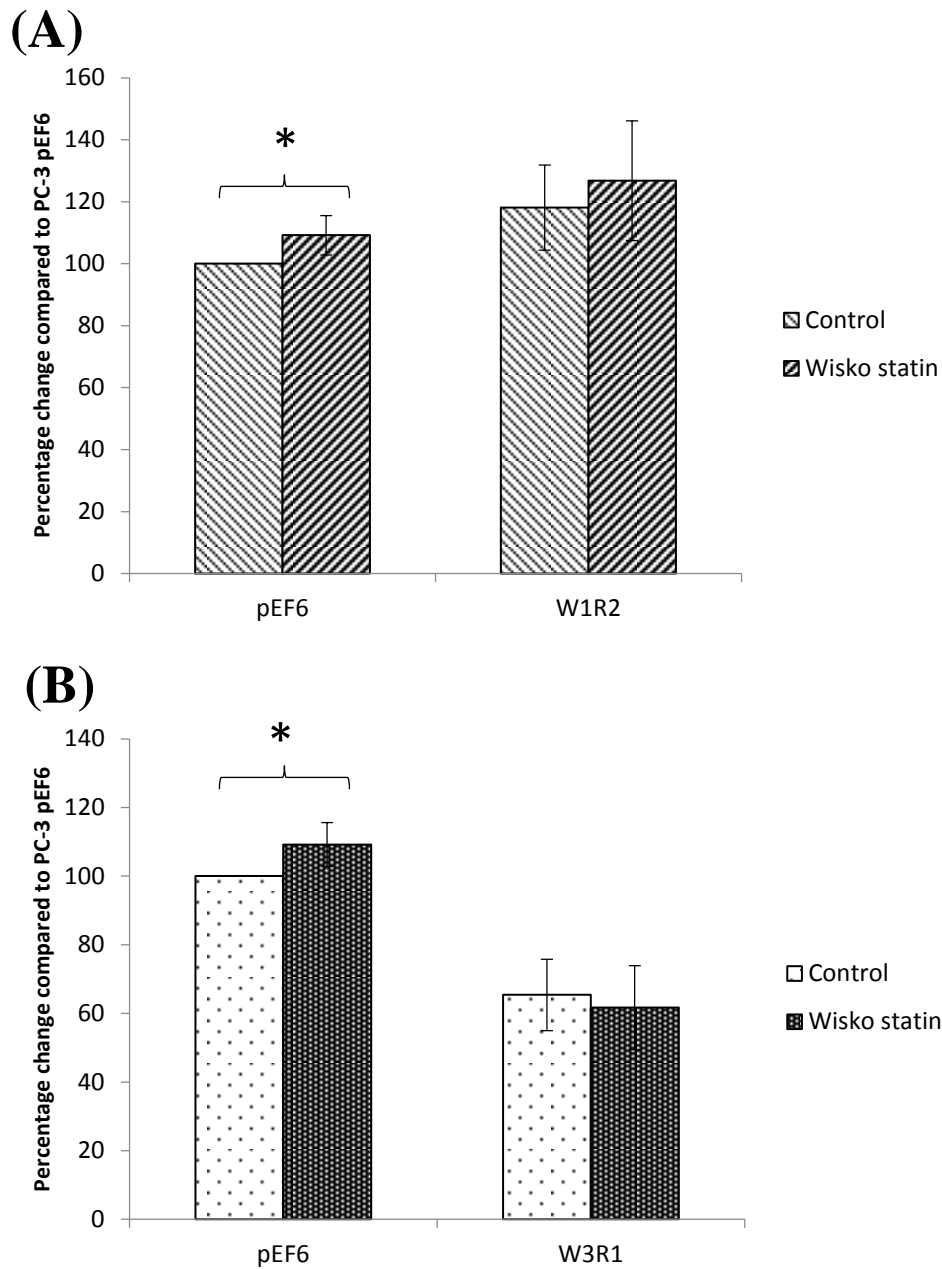 (A)
Percentage change compared to PC-3 pEF6
160
140
120
100
80
60
40
20
0
*
pEF6
W1R2
Control
Wisko statin
(B)
Percentage change compared to PC-3 pEF6
140
120
100
80
60
40
20
0
*
pEF6
W3R1
Control
Wisko statin